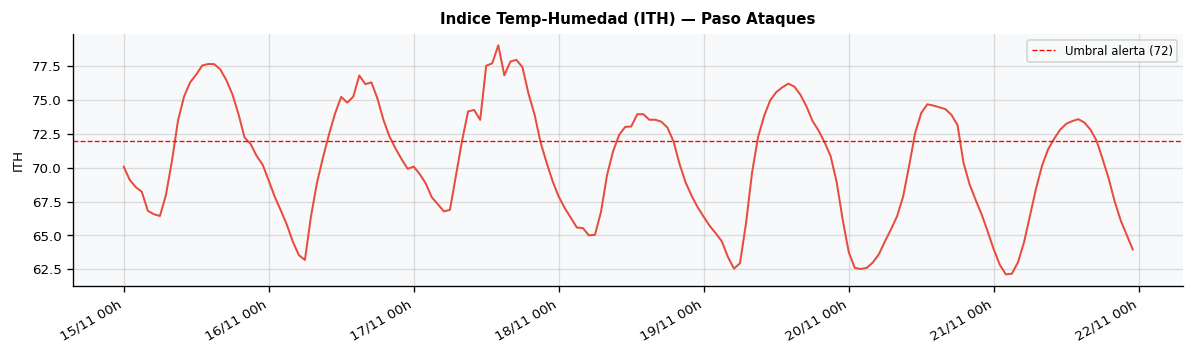 Indice Temp-Humedad (ITH) — Paso Ataques
Umbral alerta (72)
ITH
77.5
75.0
72.5
70.0
67.5
65.0
62.5
15/11 00h
16/11 00h
17/11 00h
18/11 00h
19/11 00h
20/11 00h
21/11 00h
22/11 00h